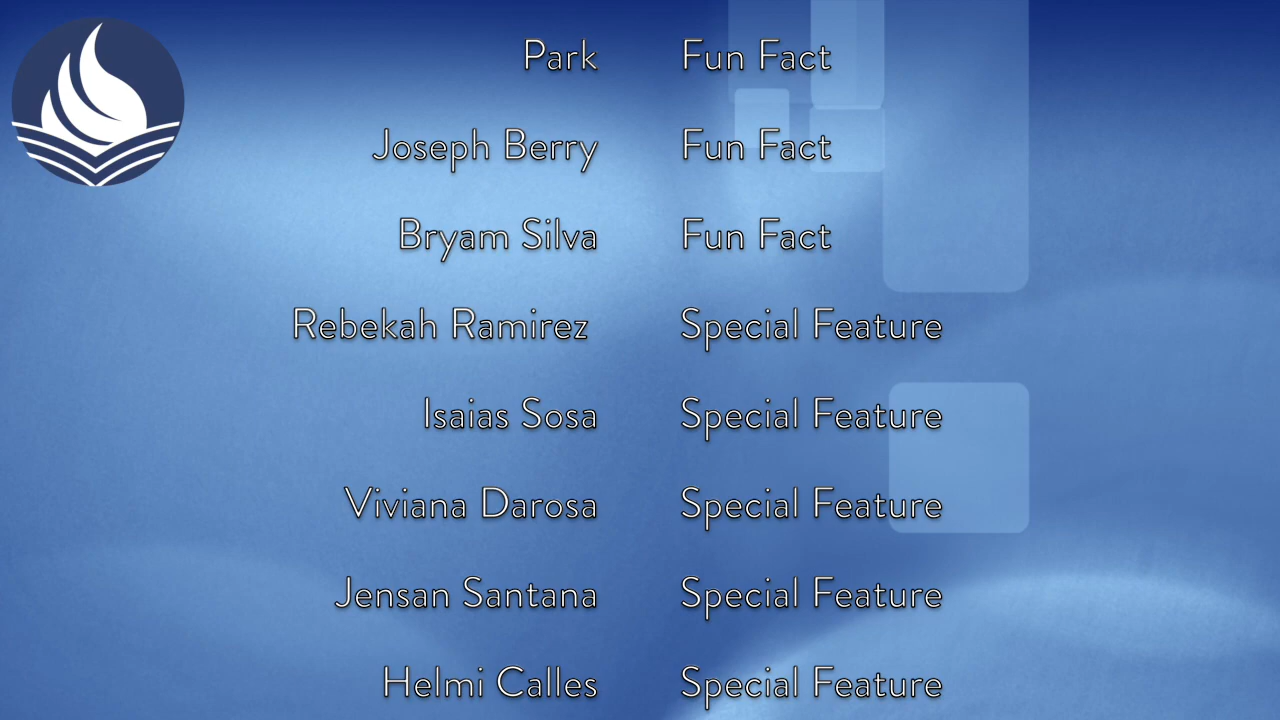 Park Fun Fact
Joseph Berry Fun Fact
Bryam Silva Fun Fact
Rebekah Ramirez Special Feature
Isaias Sosa Special Feature
Viviana Darosa Special Feature
Jensan Santana Special Feature
Helmi Calles Special Feature